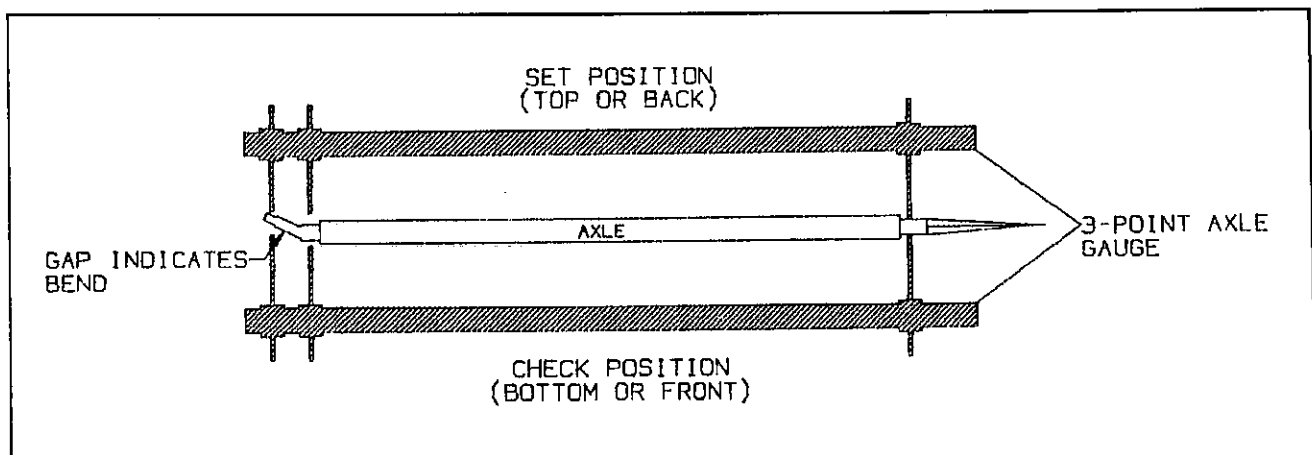 SET POSITION
(TOP OR BACK)
AXLE
GAP INDICATES
BEND
3-POINT AXLE
GAUGE
CHECK POSITION
(BOTTOM OR FRONT)